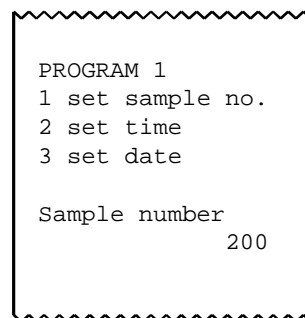 PROGRAM 1
1 set sample no.
2 set time
3 set date
Sample number
200